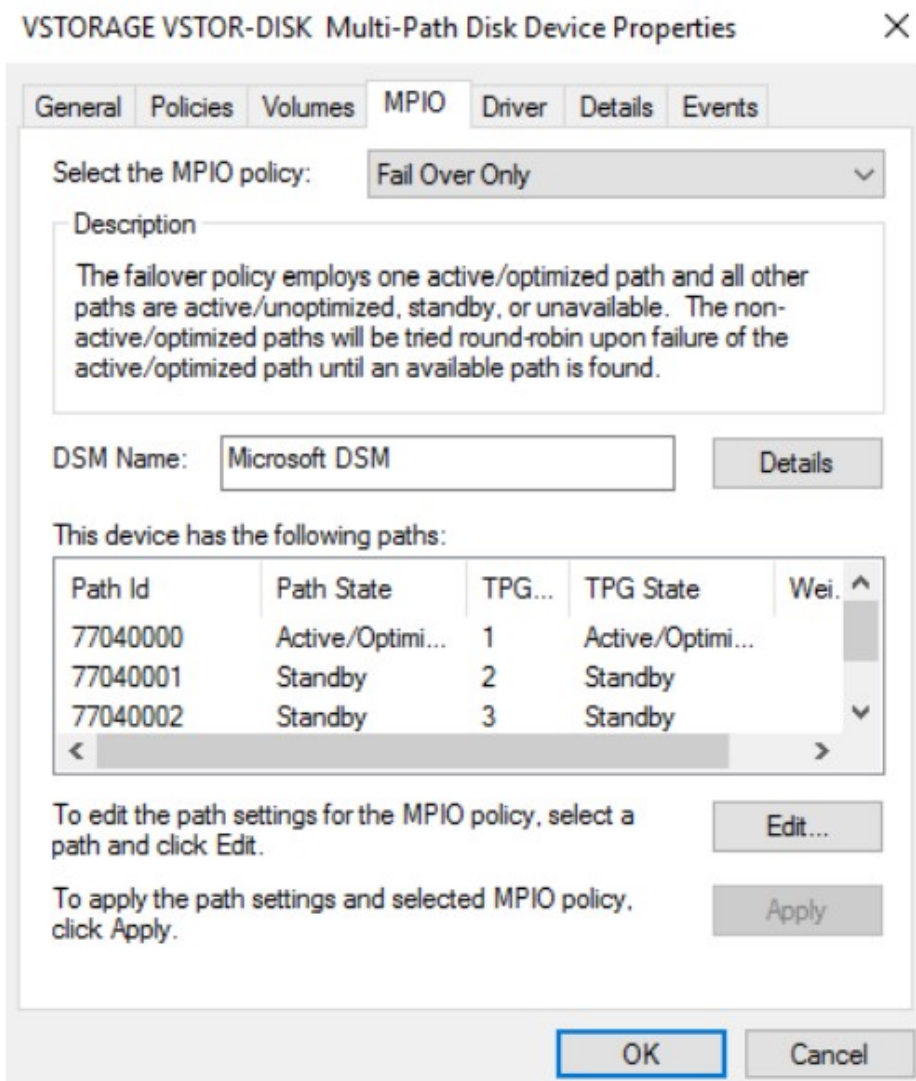 VSTORAGE VSTOR-DISK Multi-Path Disk Device Properties
General Policies Volumes MPIO Driver Details Events
Select the MPIO policy: Fail Over Only
Description
The failover policy employs one active/optimized path and all other
paths are active/unoptimized, standby, or unavailable. The non-
active/optimized paths will be tried round-robin upon failure of the
active/optimized path until an available path is found.
DSM Name: Microsoft DSM Details
This device has the following paths:
Path Id Path State TPG... TPG State Wei.
77040000 Active/Optimi... 1 Active/Optimi...
77040001 Standby 2 Standby
77040002 Standby 3 Standby
To edit the path settings for the MPIO policy, select a
path and click Edit.
Edit...
To apply the path settings and selected MPIO policy,
click Apply.
Apply
OK Cancel